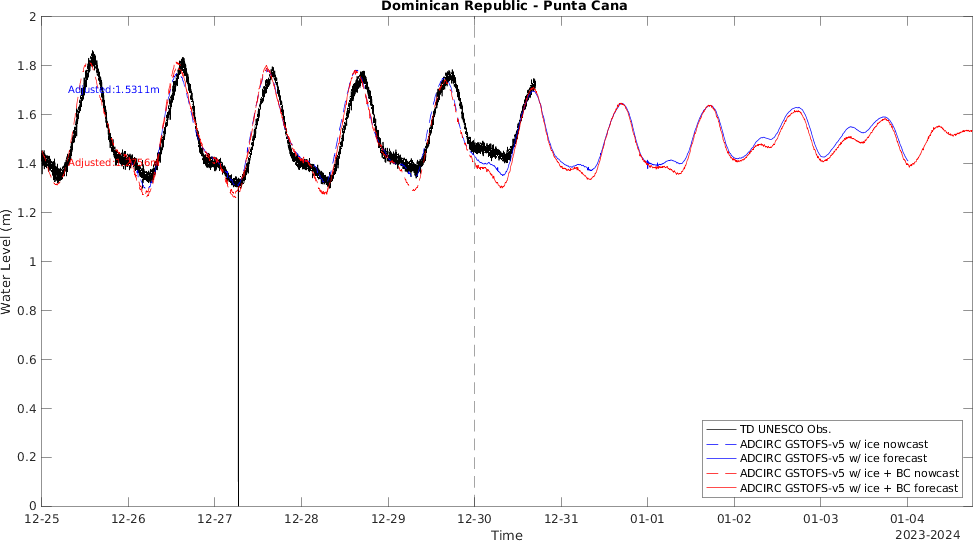 Dominican Republic - Punta Cana
2
1.8
1.6
1.4
1.2
1
0.8
0.6
0.4
0.2
0
Water Level (m)
Adjusted:1.5311m
Adjusted:
12-25
12-26
12-27
12-28
12-29
12-30
12-31
01-01
01-02
01-03
01-04
Time
2023-2024
TD UNESCO Obs.
ADCIRC GSTOFS-v5 w/ ice nowcast
ADCIRC GSTOFS-v5 w/ ice forecast
ADCIRC GSTOFS-v5 w/ ice + BC nowcast
ADCIRC GSTOFS-v5 w/ ice + BC forecast